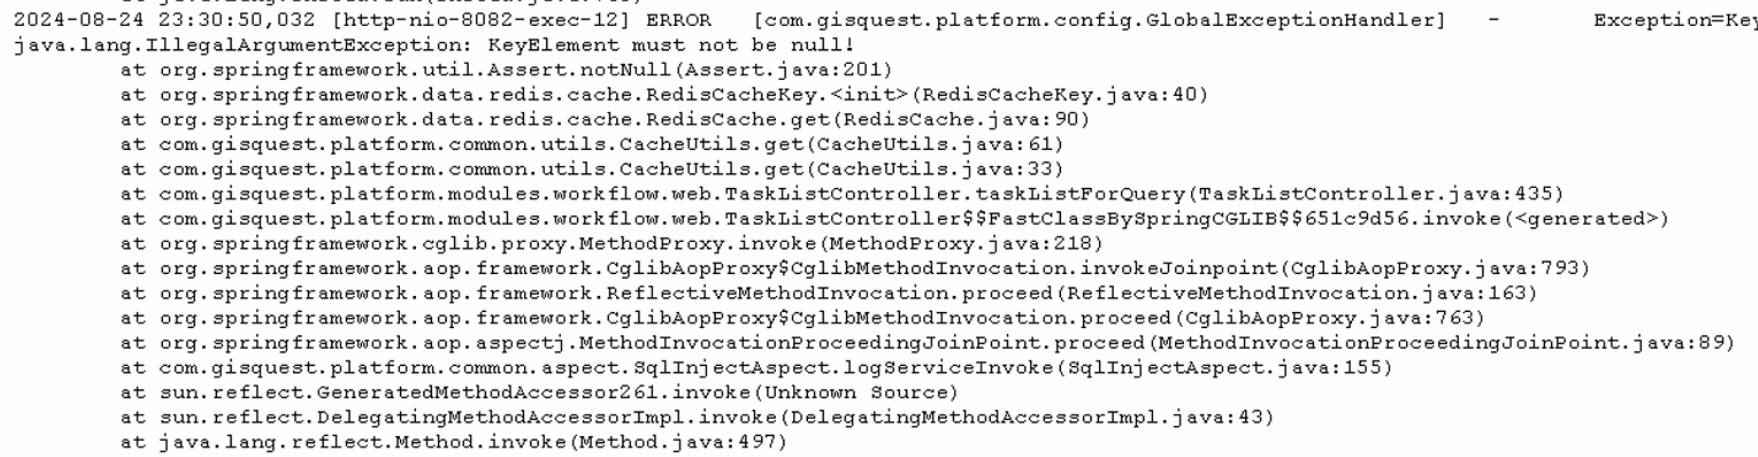 2024-08-24 23:30:50,032 [http-nio-8082-exec-12] ERROR [com.gisquest.platform.config.GlobalExceptionHandler] - Exception=Key
java.lang.IllegalArgumentException: KeyElement must not be null!
at org.springframework.util.Assert.notNull(Assert.java:201)
at org.springframework.data.redis.cache.RedisCacheKey.<init>(RedisCacheKey.java:40)
at org.springframework.data.redis.cache.RedisCache.get(RedisCache.java:90)
at com.gisquest.platform.common.utils.CacheUtils.get(CacheUtils.java:61)
at com.gisquest.platform.common.utils.CacheUtils.get(CacheUtils.java:33)
at com.gisquest.platform.modules.workflow.web.TaskListController.taskListForQuery(TaskListController.java:435)
at com.gisquest.platform.modules.workflow.web.TaskListController$$FastClassBySpringCGLIB$$651c9d56.invoke(<generated>)
at org.springframework.cglib.proxy.MethodProxy.invoke(MethodProxy.java:218)
at org.springframework.aop.framework.CglibAopProxy$CglibMethodInvocation.invokeJoinpoint(CglibAopProxy.java:793)
at org.springframework.aop.framework.ReflectiveMethodInvocation.proceed(ReflectiveMethodInvocation.java:163)
at org.springframework.aop.framework.CglibAopProxy$CglibMethodInvocation.proceed(CglibAopProxy.java:763)
at org.springframework.aop.aspectj.MethodInvocationProceedingJoinPoint.proceed(MethodInvocationProceedingJoinPoint.java:89)
at com.gisquest.platform.common.aspect.SqlInjectAspect.logServiceInvoke(SqlInjectAspect.java:155)
at sun.reflect.GeneratedMethodAccessor261.invoke(Unknown Source)
at sun.reflect.DelegatingMethodAccessorImpl.invoke(DelegatingMethodAccessorImpl.java:43)
at java.lang.reflect.Method.invoke(Method.java:497)